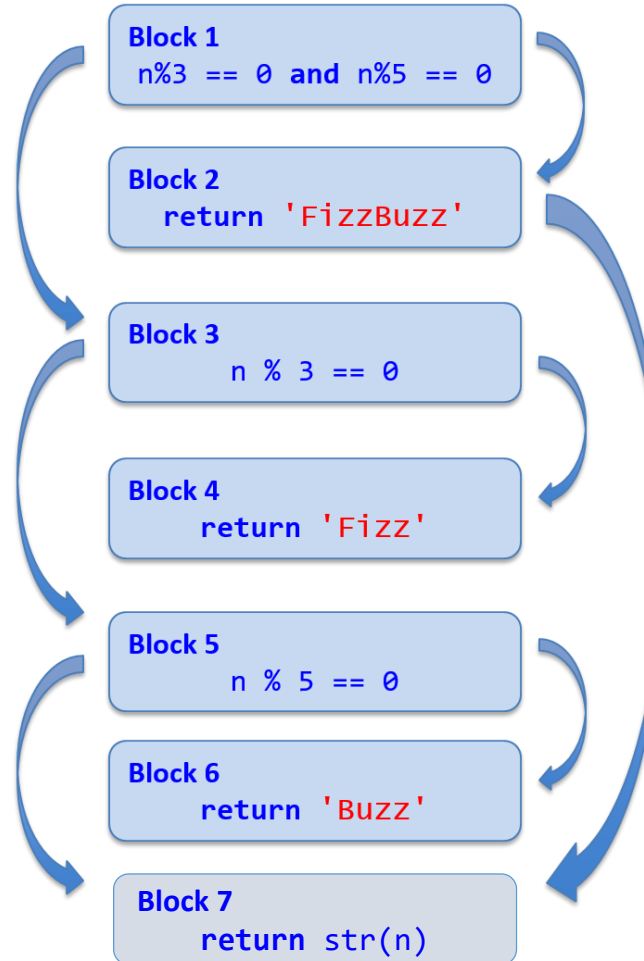 Block 1
n%3 == 0 and n%5 == 0
Block 2
return 'FizzBuzz'
Block 3
n % 3 == 0
Block 4
return 'Fizz'
Block 5
n % 5 == 0
Block 6
return 'Buzz'
Block 7
return str(n)